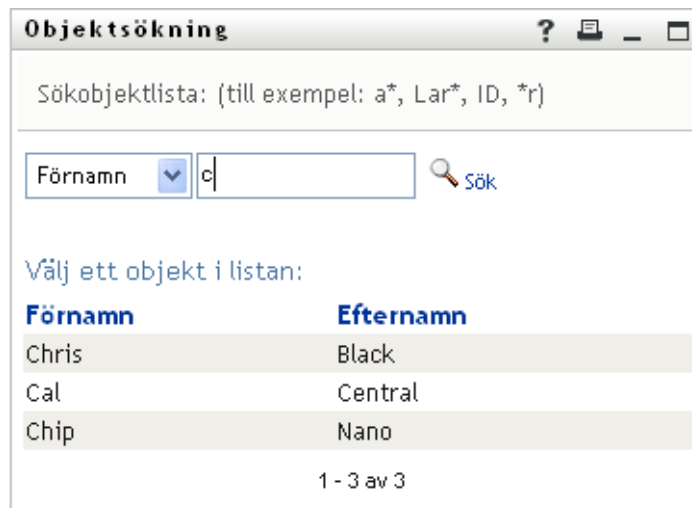 Objektsökning ?
Sökobjektlista: (till exempel: a*, Lar*, ID, *r)
Förnamn c Sök
Välj ett objekt i listan:
Förnamn Efternamn
Chris Black
Cal Central
Chip Nano
1 - 3 av 3